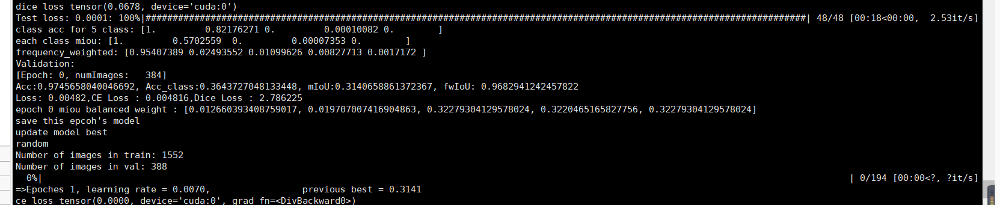 dice loss tensor(0.0678, device='cuda:0')
Test loss: 0.0001: 100%|##########################################################################################################################| 48/48 [00:18<00:00,  2.53it/s]
class acc for 5 class: [1.         0.82176271 0.         0.00010082 0.        ]
each class miou: [1.         0.5702559  0.         0.00007353 0.        ]
frequency_weighted: [0.95407389 0.02493552 0.01099626 0.00827713 0.0017172 ]
Validation:
[Epoch: 0, numImages:   384]
Acc:0.9745658040046692, Acc_class:0.3643727048133448, mIoU:0.3140658861372367, fwIoU: 0.9682941242457822
Loss: 0.00482,CE Loss : 0.004816,Dice Loss : 2.786225
epoch 0 miou balanced weight : [0.012660393408759017, 0.019707007416904863, 0.32279304129578024, 0.3220465165827756, 0.32279304129578024]
save this epcoh's model
update model best
random
Number of images in train: 1552
Number of images in val: 388
0%| | 0/194 [00:00<?, ?it/s]
=>Epoches 1, learning rate = 0.0070,                 previous best = 0.3141
ce loss tensor(0.0000, device='cuda:0', grad_fn=<DivBackward0>)